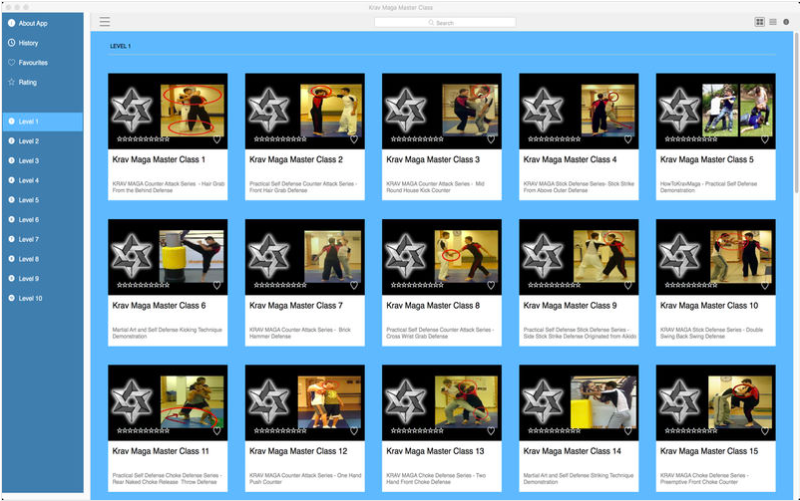 Krav Maga Master Class
Search
About App
History
Favourites
Rating
Level 1
Level 2
Level 3
Level 4
Level 5
Level 6
Level 7
Level 8
Level 9
Level 10
LEVEL 1
Krav Maga Master Class 1
KRAV MAGA Counter Attack Series - Hair Grab
From the Behind Defense
Krav Maga Master Class 2
Practical Self Defense Counter Attack Series -
Front Hair Grab Defense
Krav Maga Master Class 3
KRAV MAGA Counter Attack Series - Mid
Round House Kick Counter
Krav Maga Master Class 4
KRAV MAGA-Stick Defense Series- Stick Strike
From Above Outer Defense
Krav Maga Master Class 5
HowToKravMaga - Practical Self Defense
Demonstration
Krav Maga Master Class 6
Martial Art and Self Defense-Kicking Technique
Demonstration
Krav Maga Master Class 7
KRAV MAGA Counter Attack Series - Brick
Hammer Defense
Krav Maga Master Class 8
Practical Self Defense Counter Attack Series -
Cross Wrist Grab Defense
Krav Maga Master Class 9
Practical Self Defense Stick Defense Series -
Side Stick Strike Defense Originated from Aikido
Krav Maga Master Class 10
KRAV MAGA Stick Defense Series - Double
Swing Back Swing Defense
Krav Maga Master Class 11
Practical Self Defense-Choke Defense Series -
Rear Naked Choke Release Throw Defense
Krav Maga Master Class 12
KRAV MAGA Counter Attack Series - One Hand
Push Counter
Krav Maga Master Class 13
KRAV MAGA Choke Defense Series - Two
Hand Front Choke Defense
Krav Maga Master Class 14
Martial Art and Self Defense-Striking Technique
Demonstration
Krav Maga Master Class 15
KRAV MAGA Choke Defense Series -
Preemptive Front Choke Counter